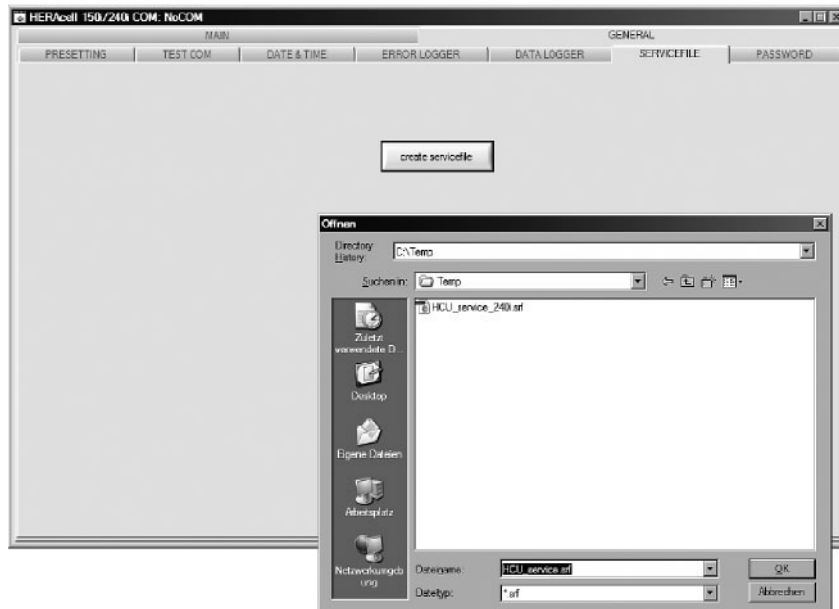 HERAcell 150i/240i COM: NoCOM
MAIN GENERAL
PRESETTING TEST COM DATE & TIME ERROR LOGGER DATA LOGGER SERVICEFILE PASSWORD
create servicefile
Öffnen
Directory History: C:\Temp
Suchen in: Temp
HCU_service_240i.srf
Zuletzt
verwendete D...
Desktop
Eigene Dateien
Arbeitsplatz
Netzwerkumgeb
ung
Dateiname: HCU_service.srf OK
Dateityp: *.srf Abbrechen